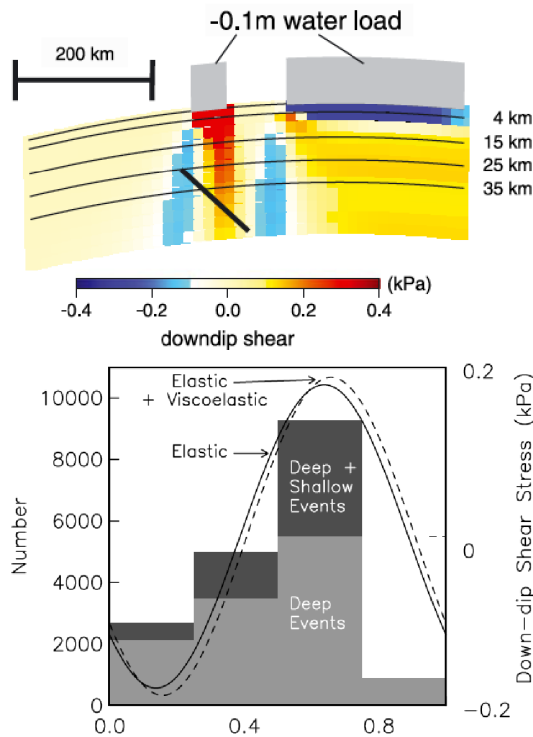 -0.1m water load
200 km
4 km
15 km
25 km
35 km
-0.4
-0.2
0.0
0.2
0.4
(kPa)
downdip shear
Elastic
+ Viscoelastic
Elastic
Deep +
Shallow
Events
Deep
Events
Number
10000
8000
6000
4000
2000
0
0.0
0.4
0.8
0.2
0
-0.2
Down-dip Shear Stress (kPa)